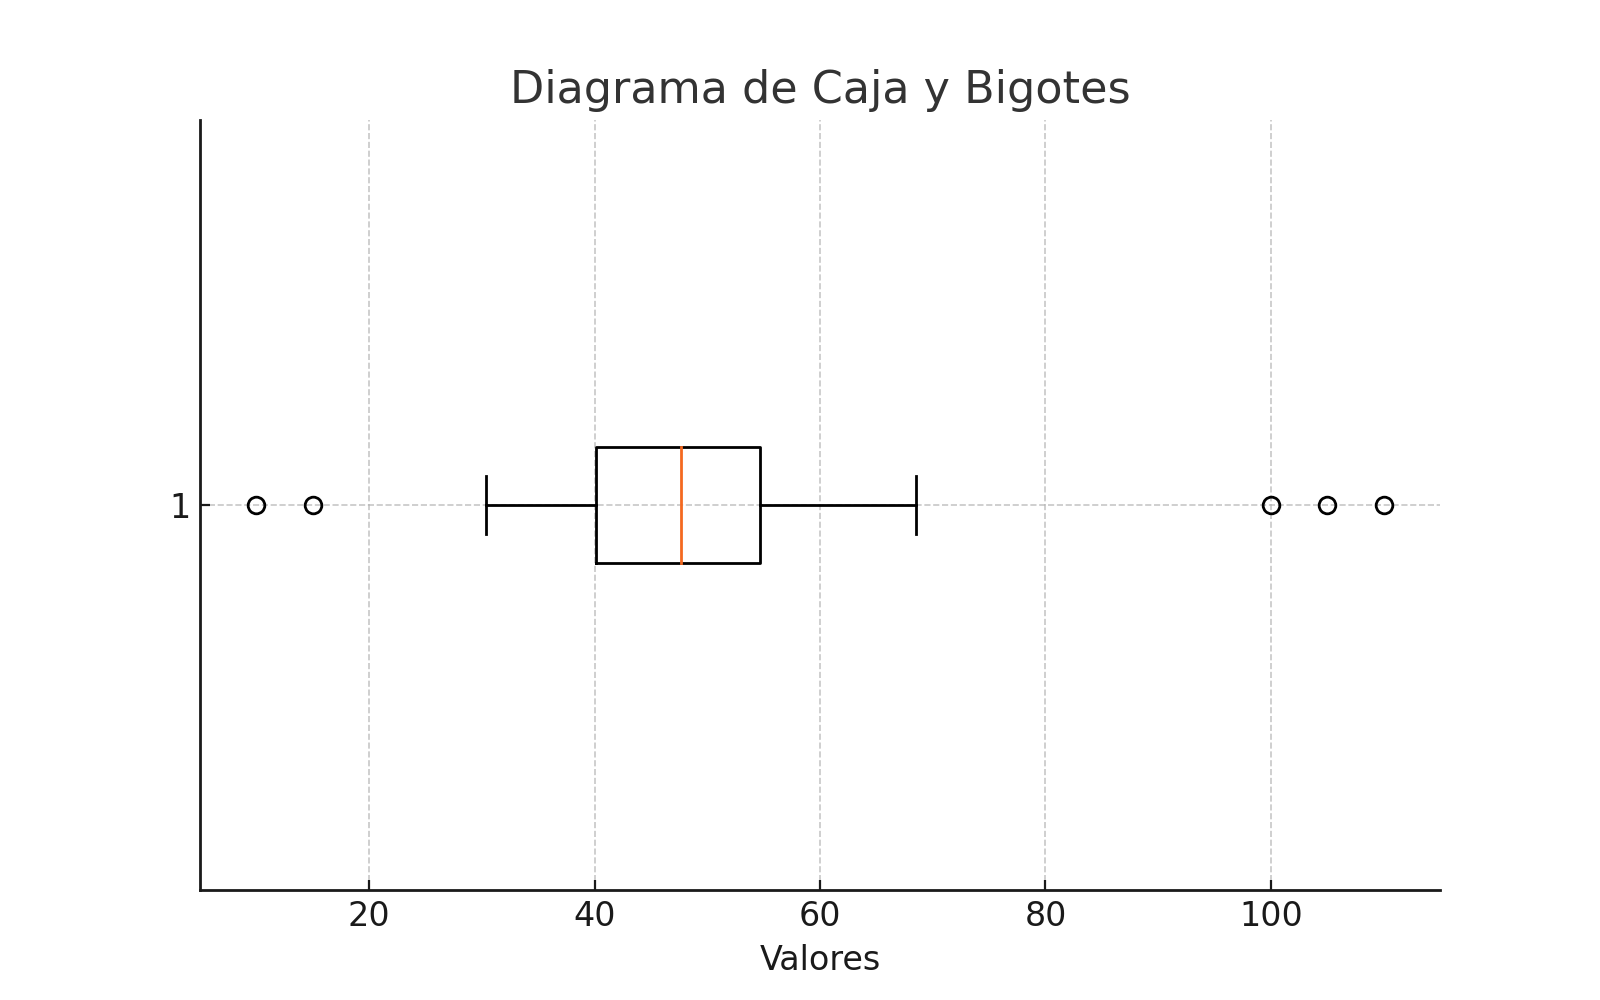 Diagrama de Caja y Bigotes
1
20 40 60 80 100
Valores